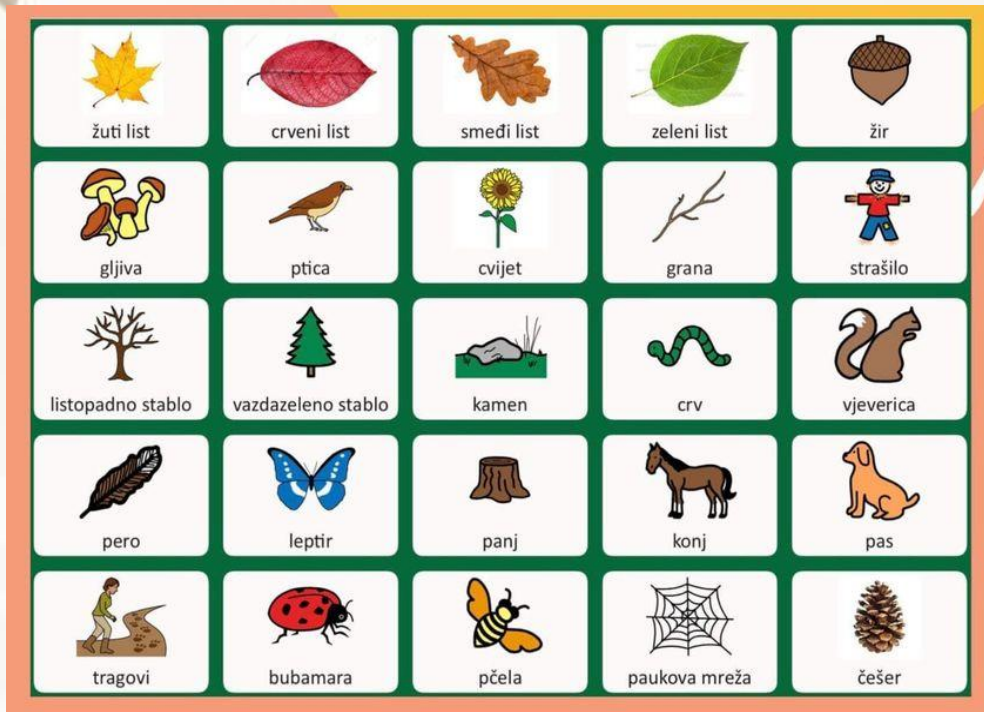 žuti list
crveni list
smeđi list
zeleni list
žir
gljiva
ptica
cvijet
grana
strašilo
listopadno stablo
vazdazeleno stablo
kamen
crv
vjeverica
pero
leptir
panj
konj
pas
tragovi
bubamara
pčela
paukova mreža
češer